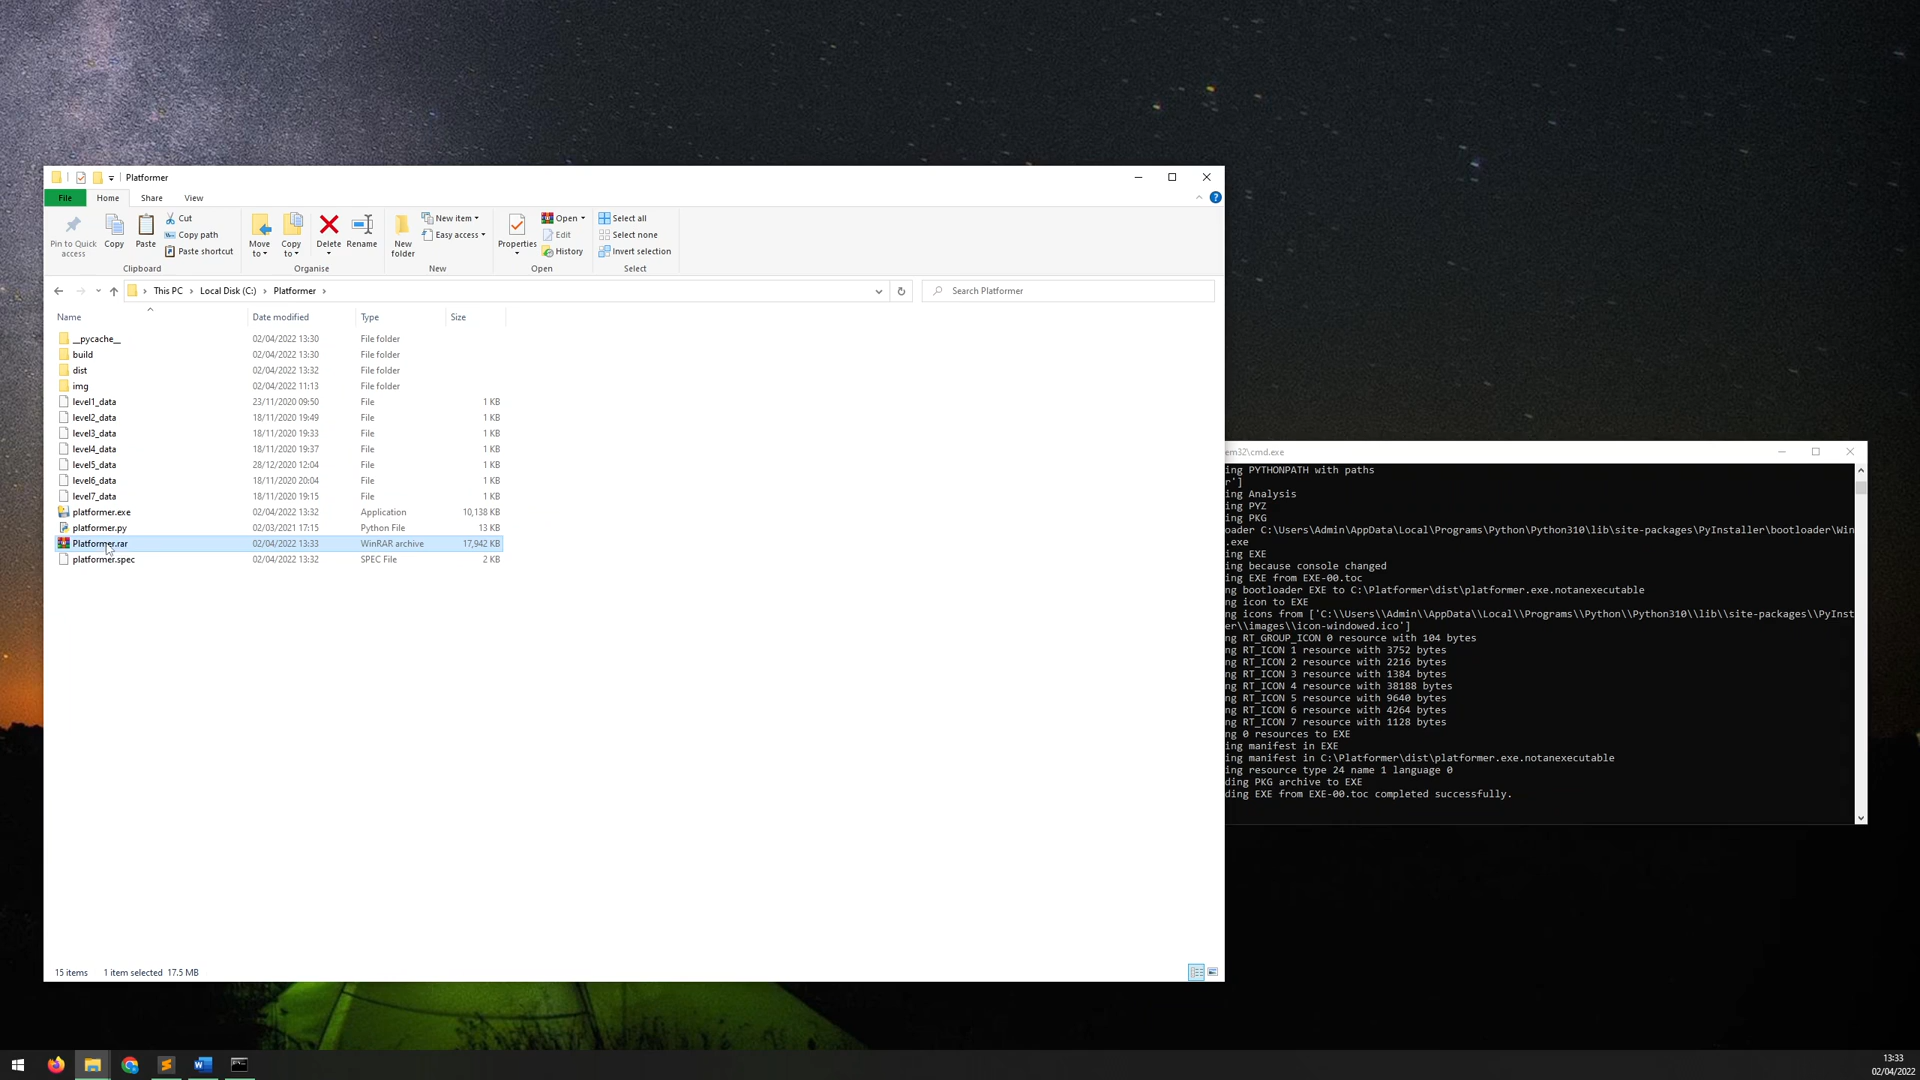 Platformer
File Home Share View
Pin to Quick access
Copy
Paste
Cut
Copy path
Paste shortcut
Clipboard
Move to
Copy to
Delete
Rename
Organise
New folder
New item
Easy access
New
Properties
Open
Edit
History
Open
Select all
Select none
Invert selection
Select
This PC > Local Disk (C:) > Platformer >
Search Platformer
Name Date modified Type Size
__pycache__ 02/04/2022 13:30 File folder
build 02/04/2022 13:30 File folder
dist 02/04/2022 13:32 File folder
img 02/04/2022 11:13 File folder
level1_data 23/11/2020 09:50 File 1 KB
level2_data 18/11/2020 19:49 File 1 KB
level3_data 18/11/2020 19:33 File 1 KB
level4_data 18/11/2020 19:37 File 1 KB
level5_data 28/12/2020 12:04 File 1 KB
level6_data 18/11/2020 20:04 File 1 KB
level7_data 18/11/2020 19:15 File 1 KB
platformer.exe 02/04/2022 13:32 Application 10,138 KB
platformer.py 02/03/2021 17:15 Python File 13 KB
Platformer.rar 02/04/2022 13:33 WinRAR archive 17,942 KB
platformer.spec 02/04/2022 13:32 SPEC File 2 KB
15 items 1 item selected 17.5 MB
em32\cmd.exe
ing PYTHONPATH with paths
r']
ing Analysis
ing PYZ
ing PKG
oader C:\Users\Admin\AppData\Local\Programs\Python\Python310\lib\site-packages\PyInstaller\bootloader\Win
.exe
ing EXE
ing because console changed
ing EXE from EXE-00.toc
ng bootloader EXE to C:\Platformer\dist\platformer.exe.notanexecutable
ng icon to EXE
ng icons from ['C:\\Users\\Admin\\AppData\\Local\\Programs\\Python\\Python310\\lib\\site-packages\\PyInst
er\\images\\icon-windowed.ico']
ng RT_GROUP_ICON 0 resource with 104 bytes
ng RT_ICON 1 resource with 3752 bytes
ng RT_ICON 2 resource with 2216 bytes
ng RT_ICON 3 resource with 1384 bytes
ng RT_ICON 4 resource with 38188 bytes
ng RT_ICON 5 resource with 9640 bytes
ng RT_ICON 6 resource with 4264 bytes
ng RT_ICON 7 resource with 1128 bytes
ng 0 resources to EXE
ing manifest in EXE
ing manifest in C:\Platformer\dist\platformer.exe.notanexecutable
ing resource type 24 name 1 language 0
ding PKG archive to EXE
ding EXE from EXE-00.toc completed successfully.
13:33
02/04/2022